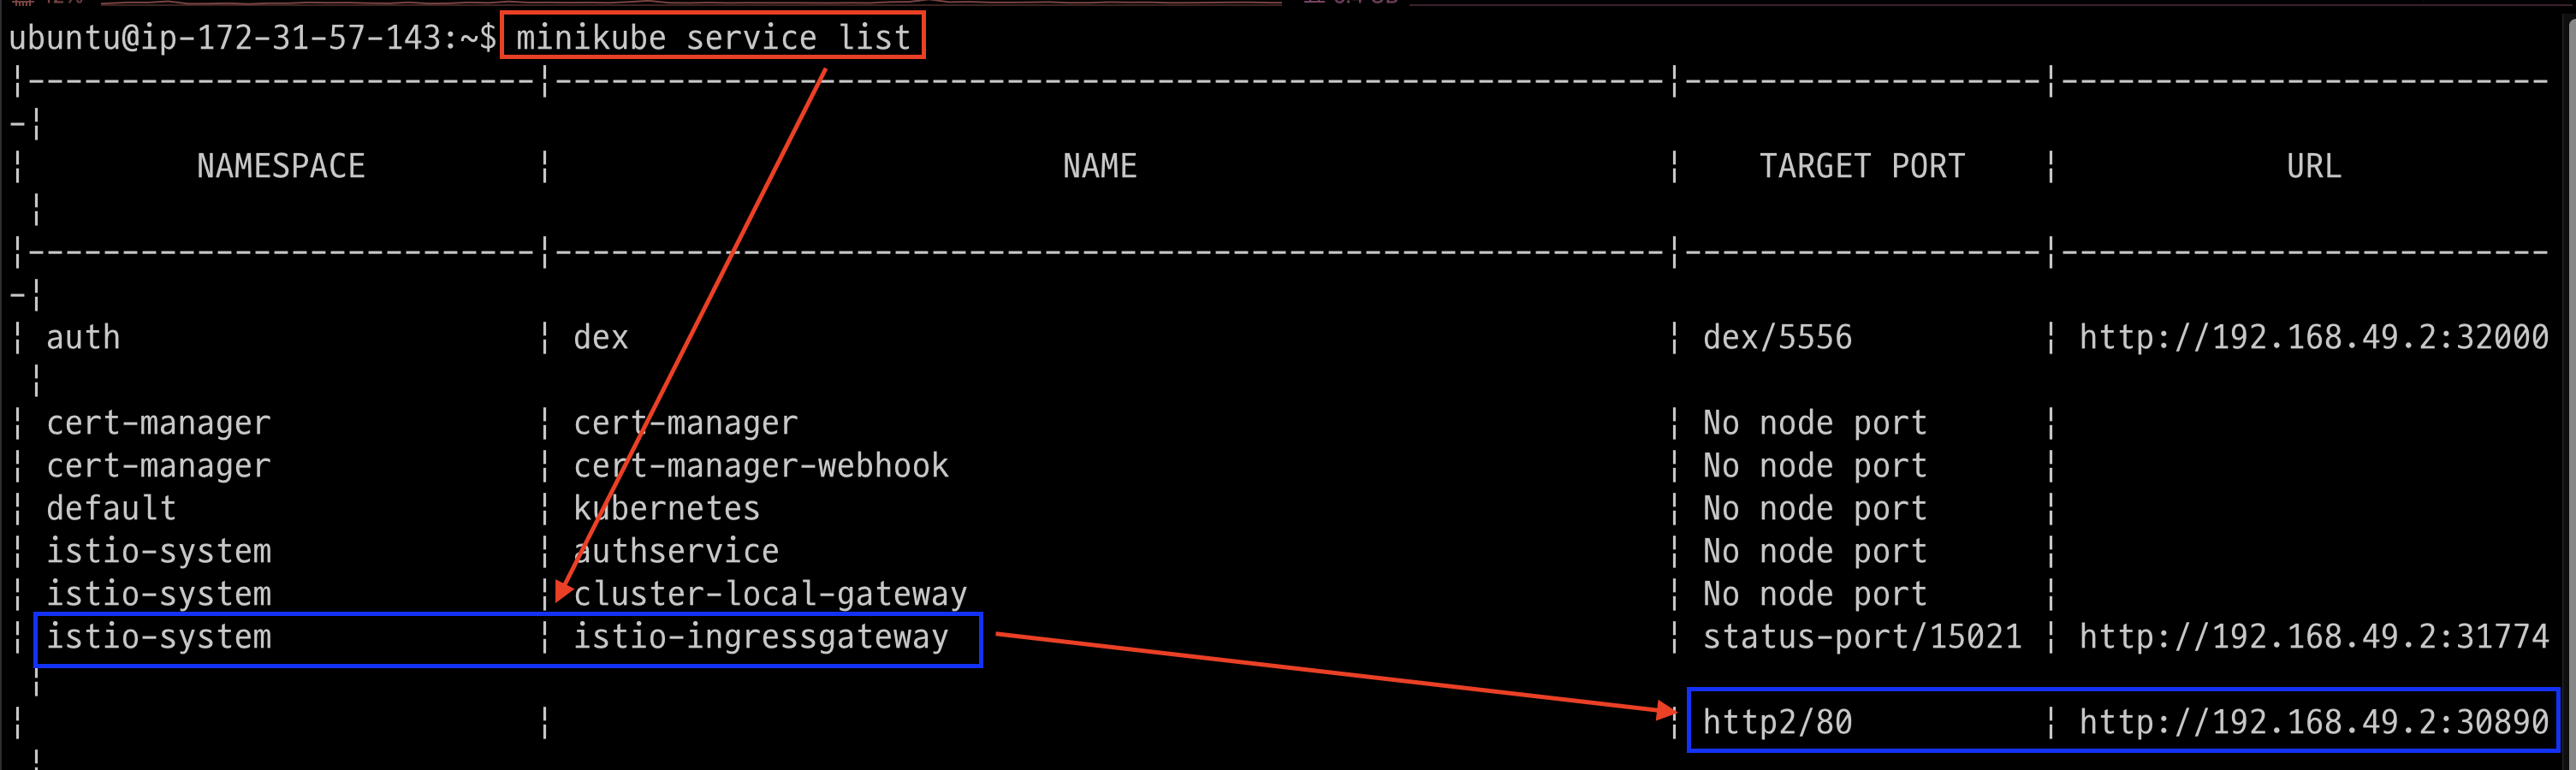 ubuntu@ip-172-31-57-143:~$ minikube service list
|---------------------------|------------------------------------------------------------|-------------------|--------------------------
-|
| NAMESPACE | NAME | TARGET PORT | URL
|
|---------------------------|------------------------------------------------------------|-------------------|--------------------------
-|
| auth | dex | dex/5556 | http://192.168.49.2:32000
|
| cert-manager | cert-manager | No node port |
| cert-manager | cert-manager-webhook | No node port |
| default | kubernetes | No node port |
| istio-system | authservice | No node port |
| istio-system | cluster-local-gateway | No node port |
| istio-system | istio-ingressgateway | status-port/15021 | http://192.168.49.2:31774
|
| | | http2/80 | http://192.168.49.2:30890
|